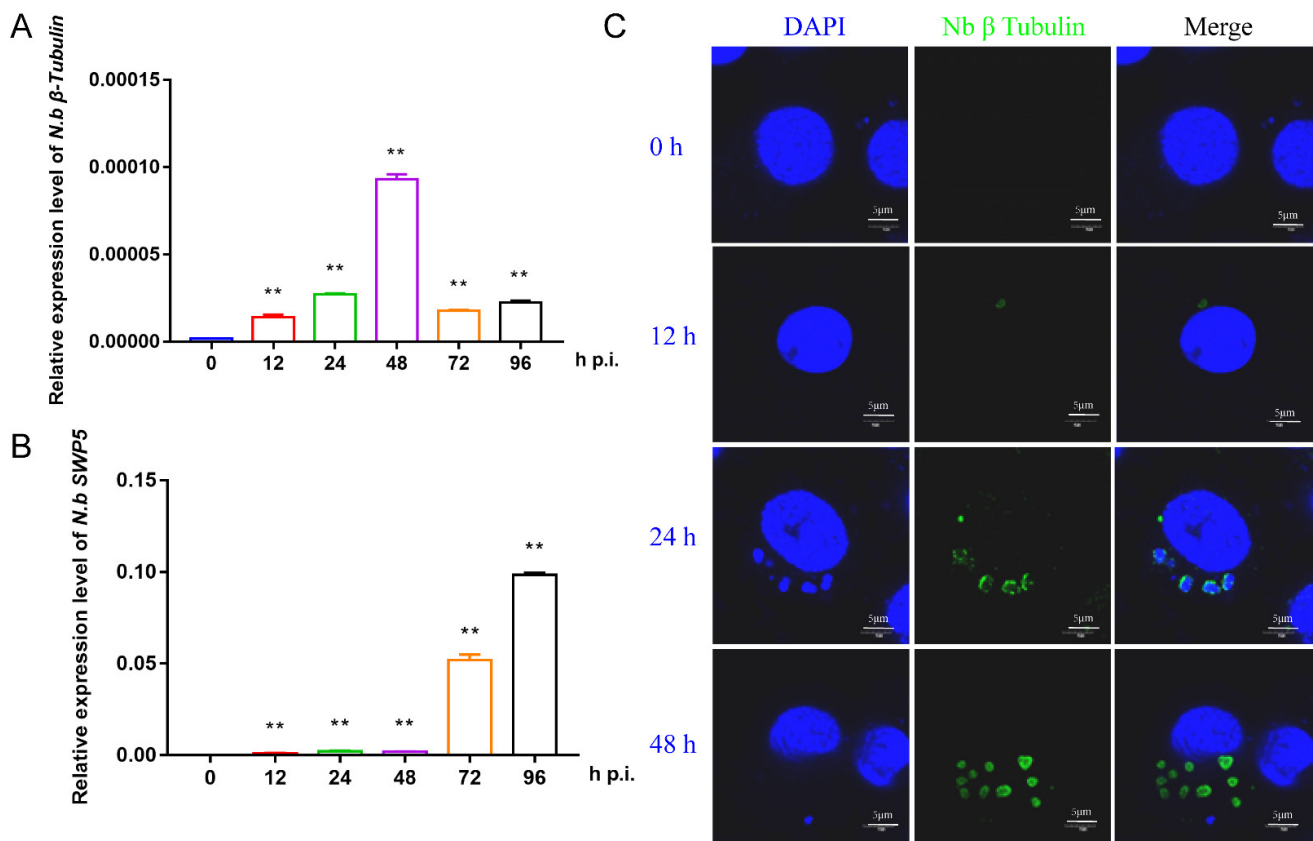 A
Relative expression level of N.b β-Tubulin
0.00015
0.00010
0.00005
0.00000
** ** ** ** **
0 12 24 48 72 96 h p.i.
B
Relative expression level of N.b SWP5
0.15
0.10
0.05
0.00
** ** ** ** **
0 12 24 48 72 96 h p.i.
C
DAPI Nb β Tubulin Merge
0 h
5μm 5μm 5μm
12 h
5μm 5μm 5μm
24 h
5μm 5μm 5μm
48 h
5μm 5μm 5μm